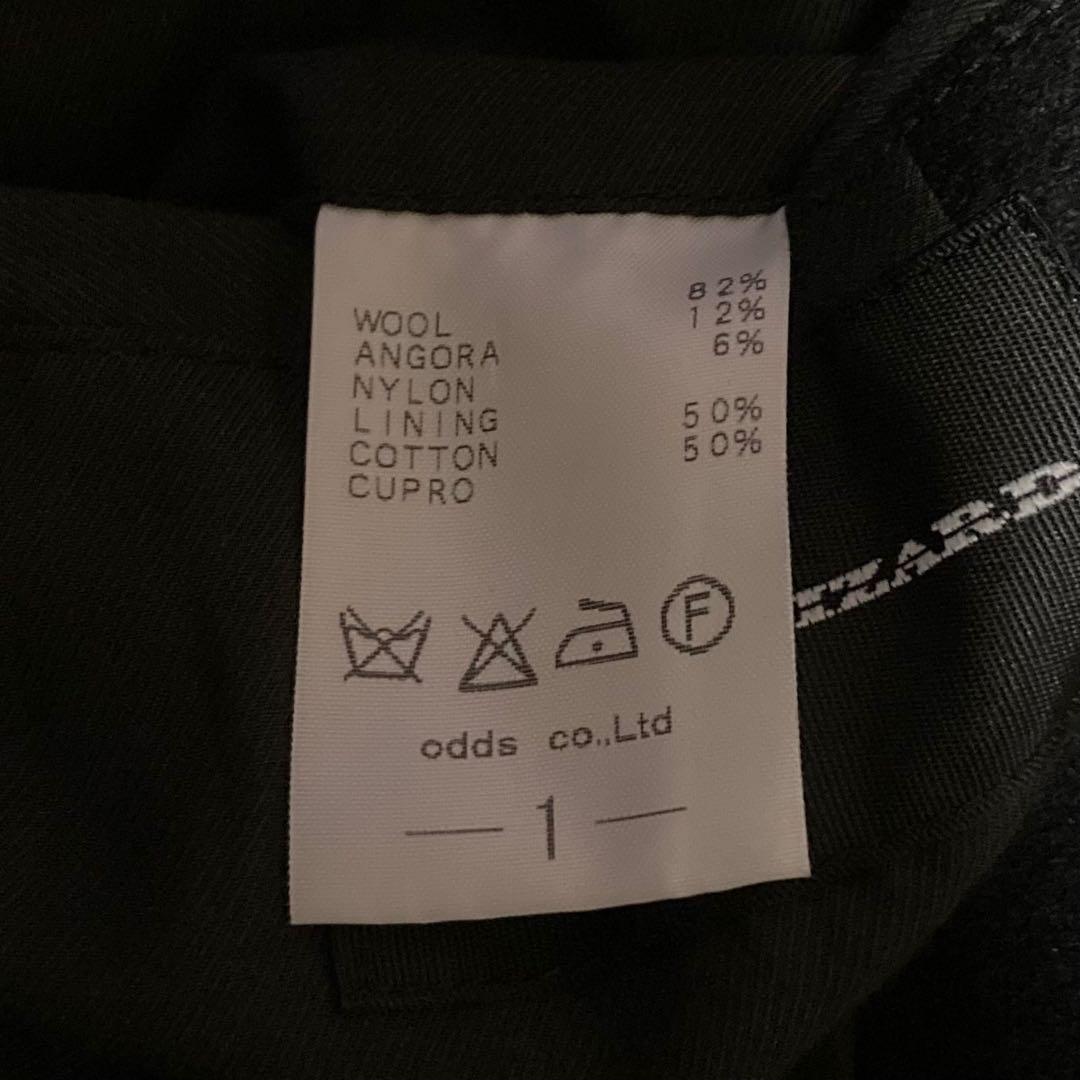 WOOL 82%
ANGORA 12%
NYLON 6%
LINING
COTTON 50%
CUPRO 50%
F
odds co.,Ltd
1